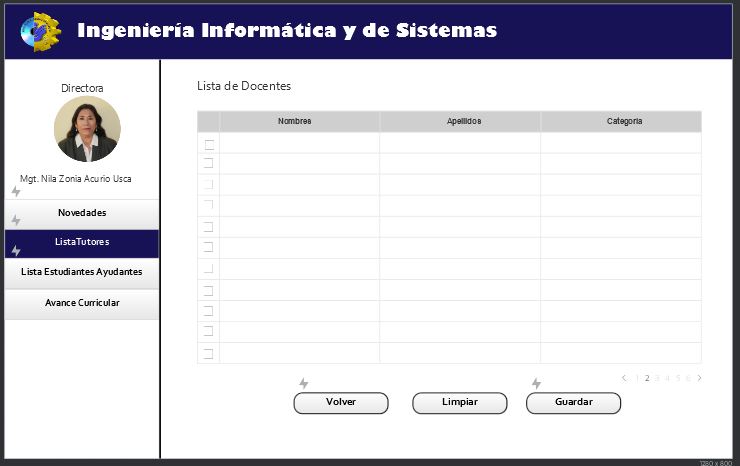 Ingeniería Informática y de Sistemas
Directora
Mgt. Nila Zonia Acurio Usca
Novedades
ListaTutores
Lista Estudiantes Ayudantes
Avance Curricular
Lista de Docentes
Nombres Apellidos Categoria
< 1 2 3 4 5 6 >
Volver Limpiar Guardar
1280 x 800